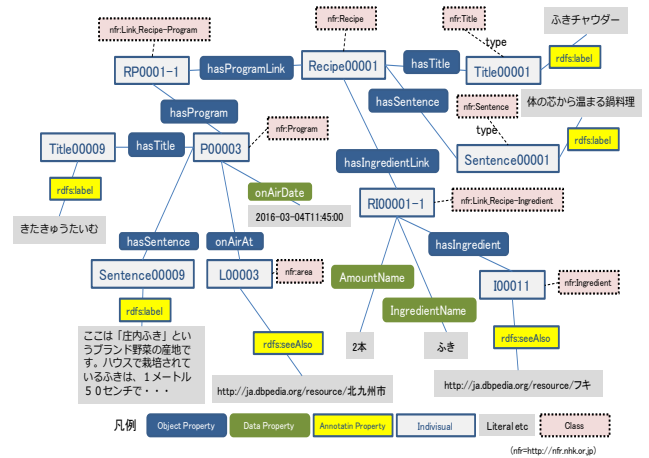 nfr:Link_Recipe-Program
nfr:Recipe
nfr:Title
ふきチャウダー
type
rdfs:label
RP0001-1
hasProgramLink
Recipe00001
hasTitle
Title00001
hasSentence
nfr:Sentence
体の芯から温まる鍋料理
hasProgram
nfr:Program
type
rdfs:label
Title00009
hasTitle
P00003
hasIngredientLink
Sentence00001
rdfs:label
onAirDate
RI00001-1
nfr:Link_Recipe-Ingredient
2016-03-04T11:45:00
きたきゅうたいむ
hasSentence
onAirAt
hasIngredient
Sentence00009
L00003
nfr:area
AmountName
I00011
nfr:Ingredient
rdfs:label
IngredientName
ここは「庄内ふき」とい
うブランド野菜の産地で
す。ハウスで栽培されて
いるふきは、１メートル
５０センチで・・・
rdfs:seeAlso
2本
ふき
rdfs:seeAlso
http://ja.dbpedia.org/resource/北九州市
http://ja.dbpedia.org/resource/フキ
凡例
Object Property
Data Property
Annotatin Property
Indivisual
Literal etc
Class
(nfr=http://nfr.nhk.or.jp)